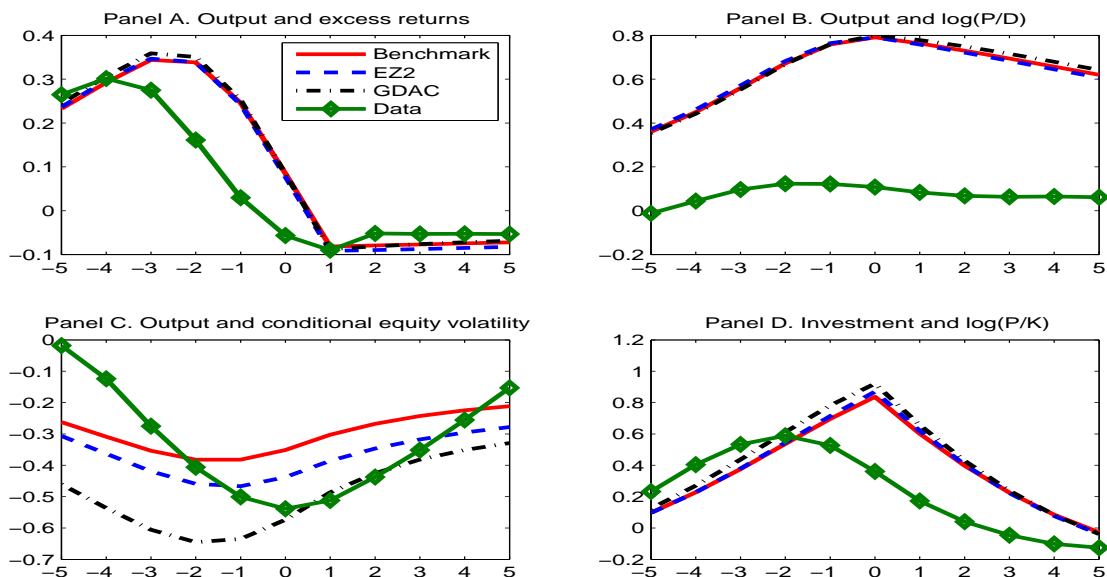 Panel A. Output and excess returns
0.4
0.3
0.2
0.1
0
−0.1
−5 −4 −3 −2 −1 0 1 2 3 4 5
Benchmark
EZ2
GDAC
Data
Panel B. Output and log(P/D)
0.8
0.6
0.4
0.2
0
−0.2
−5 −4 −3 −2 −1 0 1 2 3 4 5
Panel C. Output and conditional equity volatility
0
−0.1
−0.2
−0.3
−0.4
−0.5
−0.6
−0.7
−5 −4 −3 −2 −1 0 1 2 3 4 5
Panel D. Investment and log(P/K)
1.2
1
0.8
0.6
0.4
0.2
0
−0.2
−5 −4 −3 −2 −1 0 1 2 3 4 5